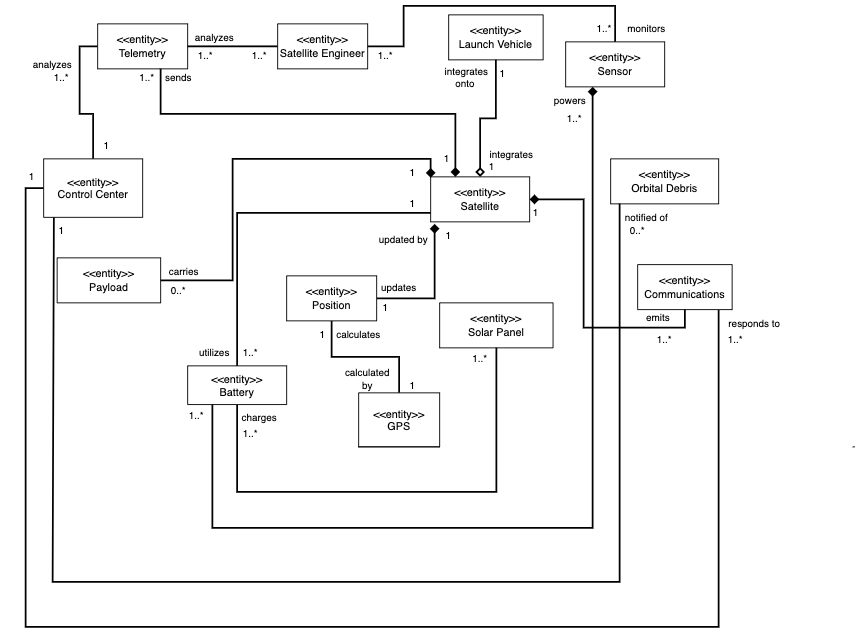 1..*
monitors
<<entity>>
Telemetry
analyzes
1..*
1..*
<<entity>>
Satellite Engineer
1..*
<<entity>>
Launch Vehicle
<<entity>>
Sensor
analyzes
1..*
1..*
sends
integrates
onto
1
powers
1..*
1
1
integrates
1
1
1
<<entity>>
Control Center
<<entity>>
Satellite
<<entity>>
Orbital Debris
1
1
1
updated by
1
notified of
0..*
<<entity>>
Payload
carries
0..*
<<entity>>
Position
updates
1
<<entity>>
Communications
emits
1..*
responds to
1..*
<<entity>>
Solar Panel
1..*
1
calculates
utilizes
1..*
calculated
by
1
<<entity>>
Battery
1..*
charges
1..*
<<entity>>
GPS